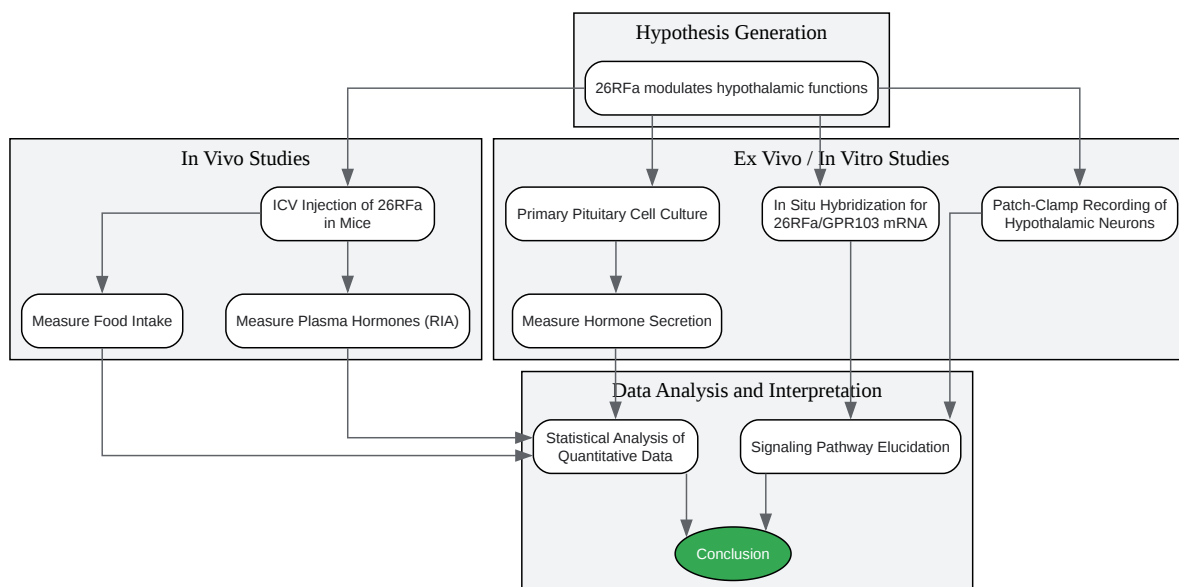 Hypothesis Generation
26RFa modulates hypothalamic functions
In Vivo Studies
ICV Injection of 26RFa
in Mice
Measure Food Intake
Measure Plasma Hormones (RIA)
Ex Vivo / In Vitro Studies
Primary Pituitary Cell Culture
In Situ Hybridization for
26RFa/GPR103 mRNA
Patch-Clamp Recording of
Hypothalamic Neurons
Measure Hormone Secretion
Data Analysis and Interpretation
Statistical Analysis of
Quantitative Data
Signaling Pathway Elucidation
Conclusion